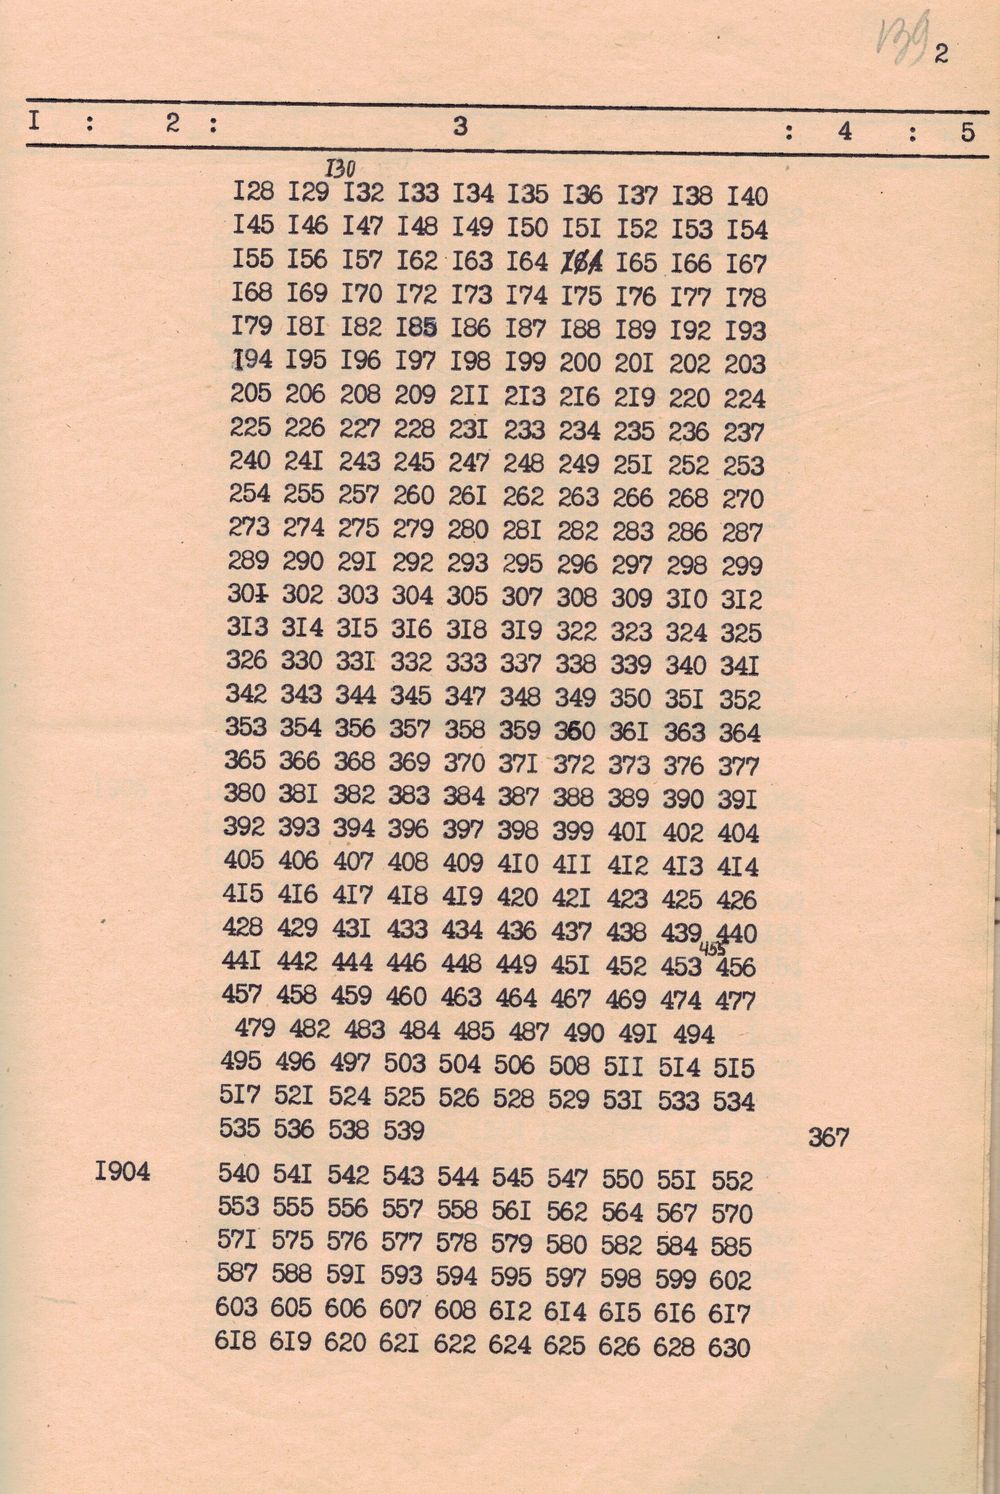 139 2
I : 2 : 3 : 4 : 5
I30
I28 I29 I32 I33 I34 I35 I36 I37 I38 I40
I45 I46 I47 I48 I49 I50 I5I I52 I53 I54
I55 I56 I57 I62 I63 I64 I65 I66 I67
I68 I69 I70 I72 I73 I74 I75 I76 I77 I78
I79 I8I I82 I85 I86 I87 I88 I89 I92 I93
I94 I95 I96 I97 I98 I99 200 20I 202 203
205 206 208 209 2II 2I3 2I6 2I9 220 224
225 226 227 228 23I 233 234 235 236 237
240 24I 243 245 247 248 249 25I 252 253
254 255 257 260 26I 262 263 266 268 270
273 274 275 279 280 28I 282 283 286 287
289 290 29I 292 293 295 296 297 298 299
30I 302 303 304 305 307 308 309 3I0 3I2
3I3 3I4 3I5 3I6 3I8 3I9 322 323 324 325
326 330 33I 332 333 337 338 339 340 34I
342 343 344 345 347 348 349 350 35I 352
353 354 356 357 358 359 360 36I 363 364
365 366 368 369 370 37I 372 373 376 377
380 38I 382 383 384 387 388 389 390 39I
392 393 394 396 397 398 399 40I 402 404
405 406 407 408 409 4I0 4II 4I2 4I3 4I4
4I5 4I6 4I7 4I8 4I9 420 42I 423 425 426
428 429 43I 433 434 436 437 438 439 440
455
44I 442 444 446 448 449 45I 452 453 456
457 458 459 460 463 464 467 469 474 477
479 482 483 484 485 487 490 49I 494
495 496 497 503 504 506 508 5II 5I4 5I5
5I7 52I 524 525 526 528 529 53I 533 534
535 536 538 539 367
I904 540 54I 542 543 544 545 547 550 55I 552
553 555 556 557 558 56I 562 564 567 570
57I 575 576 577 578 579 580 582 584 585
587 588 59I 593 594 595 597 598 599 602
603 605 606 607 608 6I2 6I4 6I5 6I6 6I7
6I8 6I9 620 62I 622 624 625 626 628 630